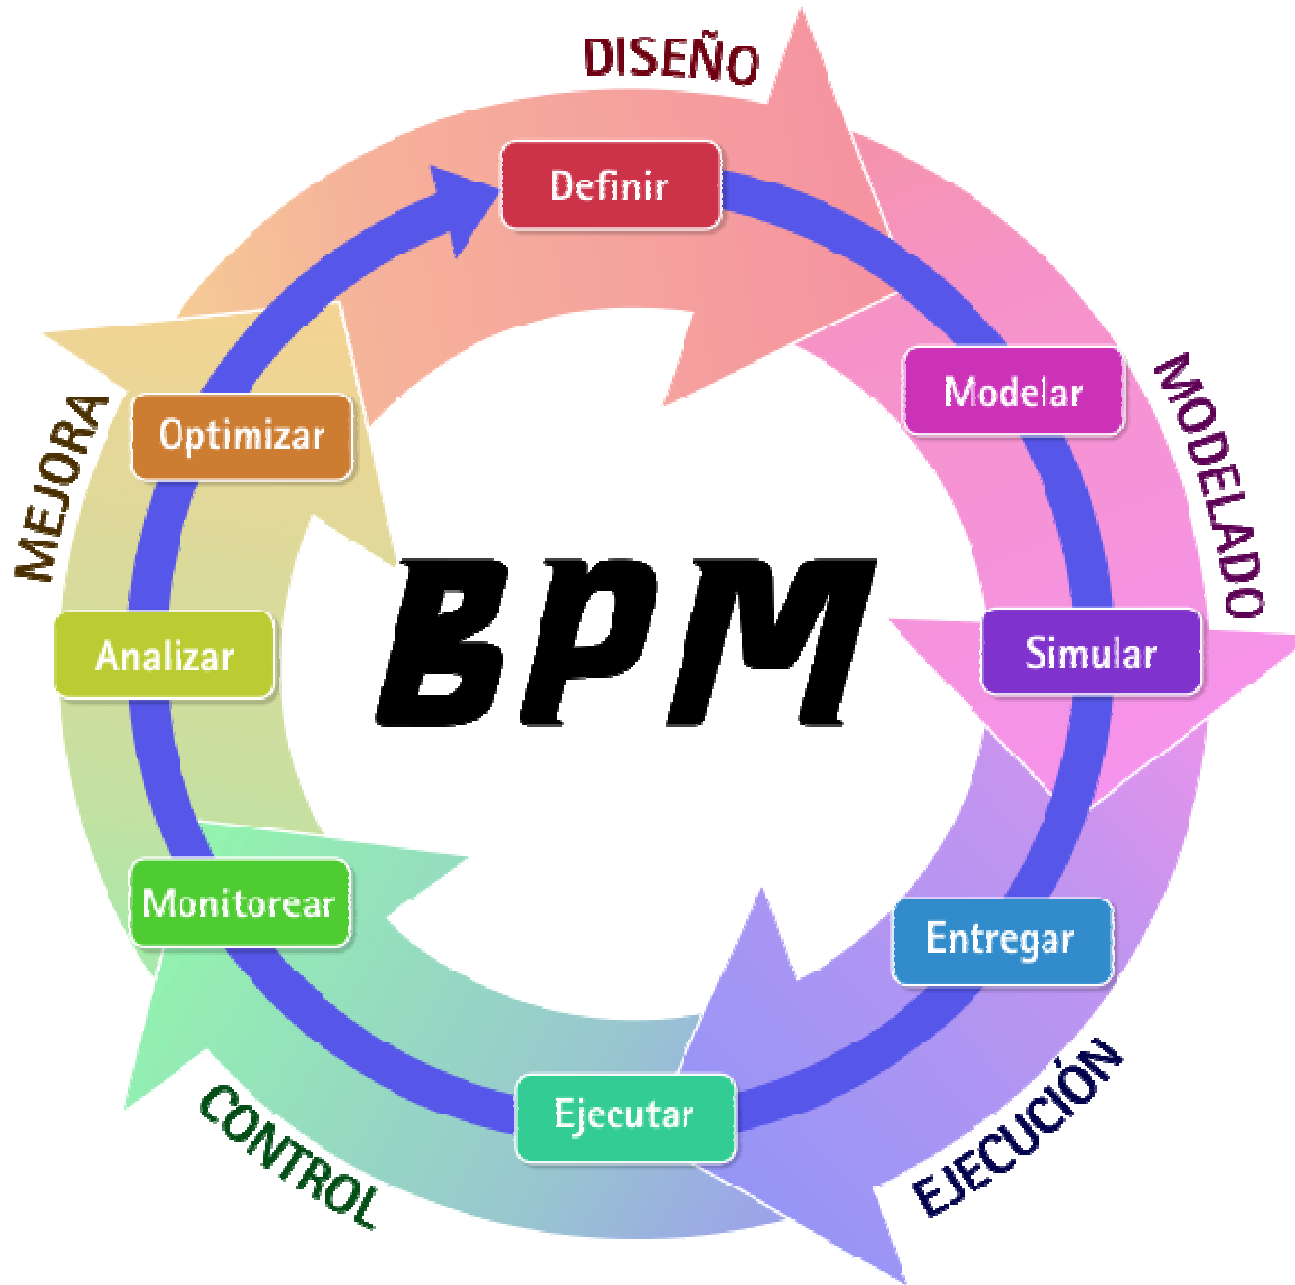 DISEÑO
Definir
Modelar
MODELADO
Simular
Entregar
EJECUCIÓN
Ejecutar
CONTROL
Monitorear
Analizar
MEJORA
Optimizar
BPM